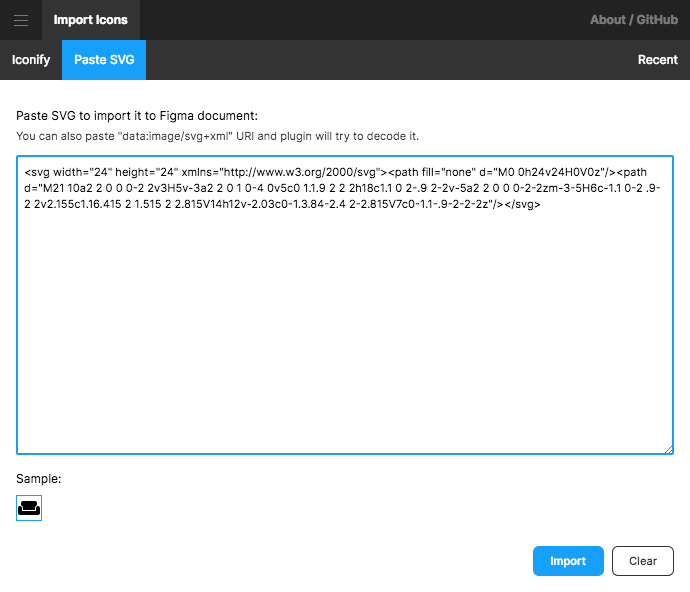 Import Icons
About / GitHub
Iconify
Paste SVG
Recent
Paste SVG to import it to Figma document:
You can also paste "data:image/svg+xml" URI and plugin will try to decode it.
<svg width="24" height="24" xmlns="http://www.w3.org/2000/svg"><path fill="none" d="M0 0h24v24H0V0z"/><path
d="M21 10a2 2 0 0 0-2 2v3H5v-3a2 2 0 1 0-4 0v5c0 1.1.9 2 2 2h18c1.1 0 2-.9 2-2v-5a2 2 0 0 0-2-2zm-3-5H6c-1.1 0-2 .9-
2 2v2.155c1.16.415 2 1.515 2 2.815V14h12v-2.03c0-1.3.84-2.4 2-2.815V7c0-1.1-.9-2-2-2z"/></svg>
Sample:
Import
Clear